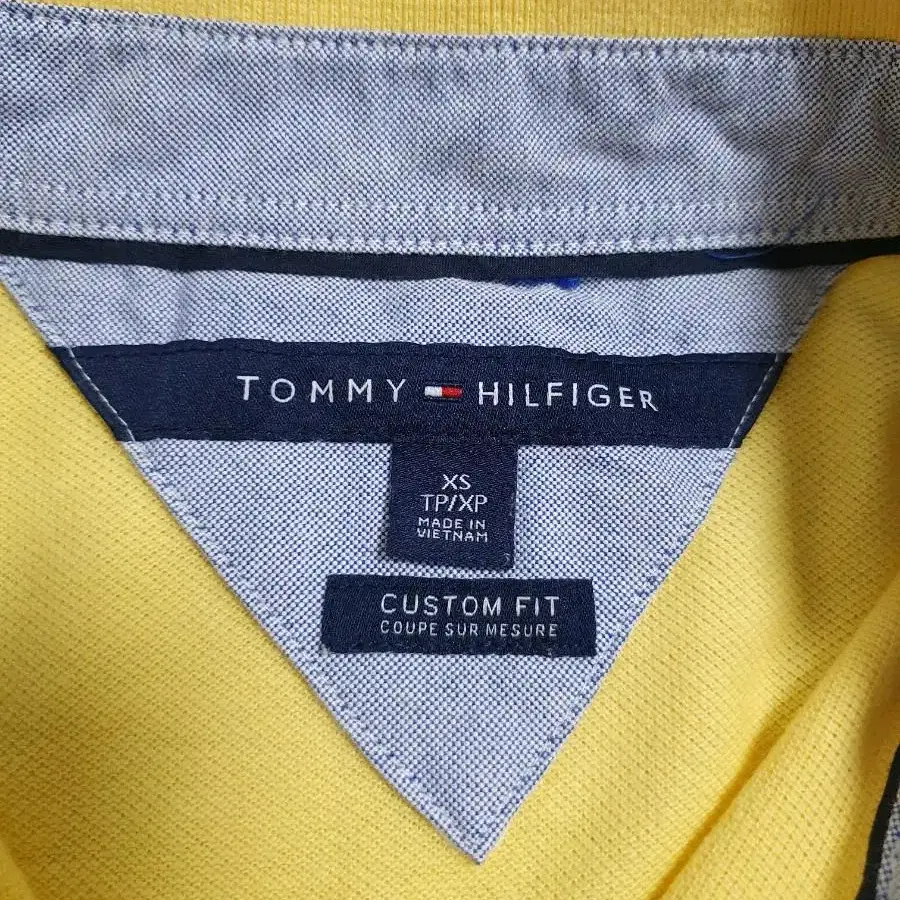 TOMMY HILFIGER
XS
TP/XP
MADE IN
VIETNAM
CUSTOM FIT
COUPE SUR MESURE